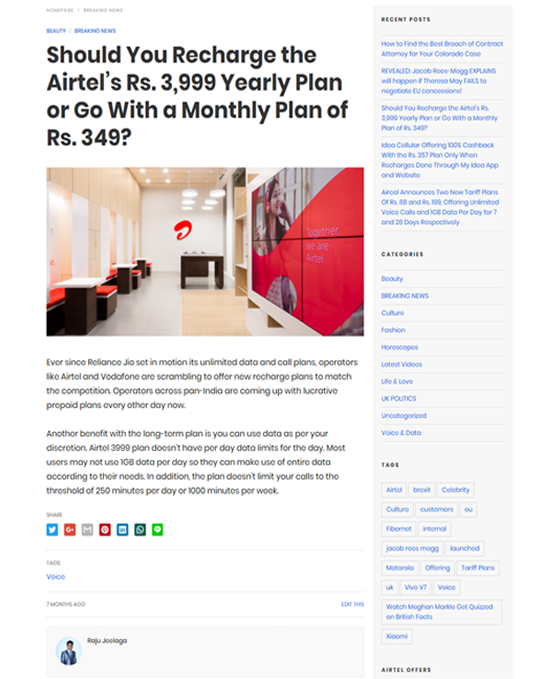 HOMEPAGE / BREAKING NEWS
BEAUTY / BREAKING NEWS
Should You Recharge the
Airtel's Rs. 3,999 Yearly Plan
or Go With a Monthly Plan of
Rs. 349?
Together,
we are
Airtel
Ever since Reliance Jio set in motion its unlimited data and call plans, operators
like Airtel and Vodafone are scrambling to offer new recharge plans to match
the competition. Operators across pan-India are coming up with lucrative
prepaid plans every other day now.
Another benefit with the long-term plan is you can use data as per your
discretion. Airtel 3999 plan doesn't have per day data limits for the day. Most
users may not use 1GB data per day so they can make use of entire data
according to their needs. In addition, the plan doesn't limit your calls to the
threshold of 250 minutes per day or 1000 minutes per week.
SHARE
TAGS
Voice
7 MONTHS AGO
EDIT THIS
Raju Jeelaga
RECENT POSTS
How to Find the Best Breach of Contract
Attorney for Your Colorado Case
REVEALED: Jacob Rees-Mogg EXPLAINS
will happen if Theresa May FAILS to
negotiate EU concessions!
Should You Recharge the Airtel's Rs.
3,999 Yearly Plan or Go With a Monthly
Plan of Rs. 349?
Idea Cellular Offering 100% Cashback
With the Rs. 357 Plan Only When
Recharges Done Through My Idea App
and Website
Aircel Announces Two New Tariff Plans
Of Rs. 88 and Rs. 199, Offering Unlimited
Voice Calls and 1GB Data Per Day for 7
and 28 Days Respectively
CATEGORIES
Beauty
BREAKING NEWS
Culture
Fashion
Horoscopes
Latest Videos
Life & Love
UK POLITICS
Uncategorized
Voice & Data
TAGS
Airtel brexit Celebrity
Culture customers eu
Fibernet internal
jacob rees mogg launched
Motorola Offering Tariff Plans
uk Vivo V7 Voice
Watch Meghan Markle Get Quizzed
on British Facts
Xiaomi
AIRTEL OFFERS